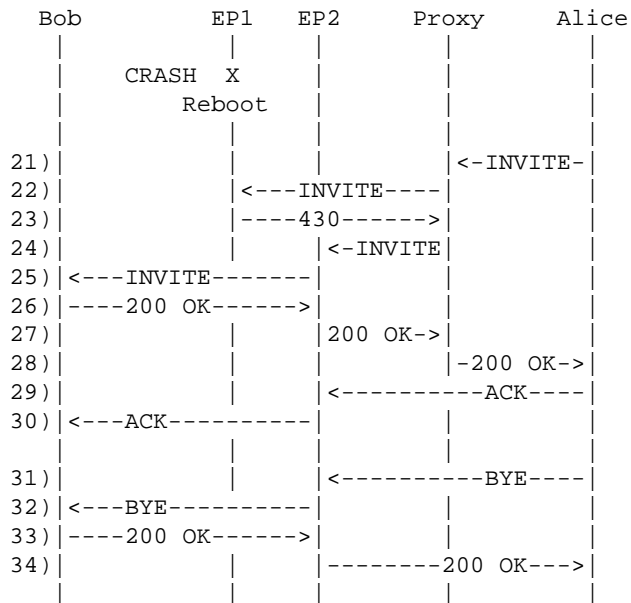 Bob EP1 EP2 Proxy Alice
| | | | |
| CRASH X | | |
| Reboot | | |
| | | | |
21)| | | |<-INVITE-|
22)| |<---INVITE----| |
23)| |----430------>| |
24)| | |<-INVITE| |
25)|<---INVITE-------| | |
26)|----200 OK------>| | |
27)| | |200 OK->| |
28)| | | |-200 OK->|
29)| | |<----------ACK----|
30)|<---ACK----------| | |
| | | | |
31)| | |<----------BYE----|
32)|<---BYE----------| | |
33)|----200 OK------>| | |
34)| | |--------200 OK--->|
| | | | |